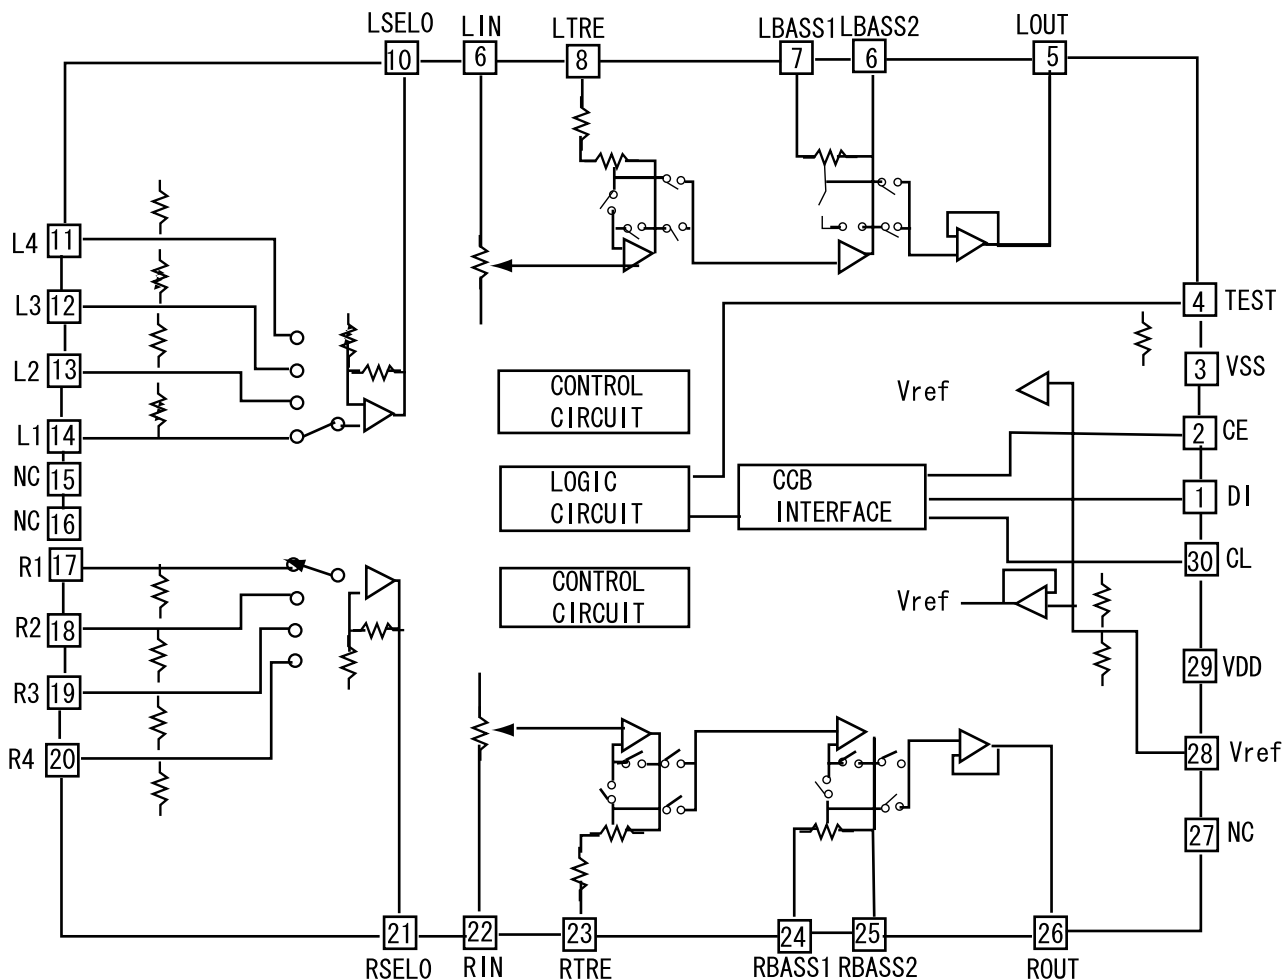 LSELO LIN LTRE LBASS1 LBASS2 LOUT
10 6 8 7 6 5
L4 11
L3 12
L2 13
L1 14
NC 15
NC 16
R1 17
R2 18
R3 19
R4 20
CONTROL
CIRCUIT
LOGIC
CIRCUIT
CCB
INTERFACE
CONTROL
CIRCUIT
Vref
Vref
4 TEST
3 VSS
2 CE
1 DI
30 CL
29 VDD
28 Vref
27 NC
21 22 23 24 25 26
RSELO RIN RTRE RBASS1 RBASS2 ROUT